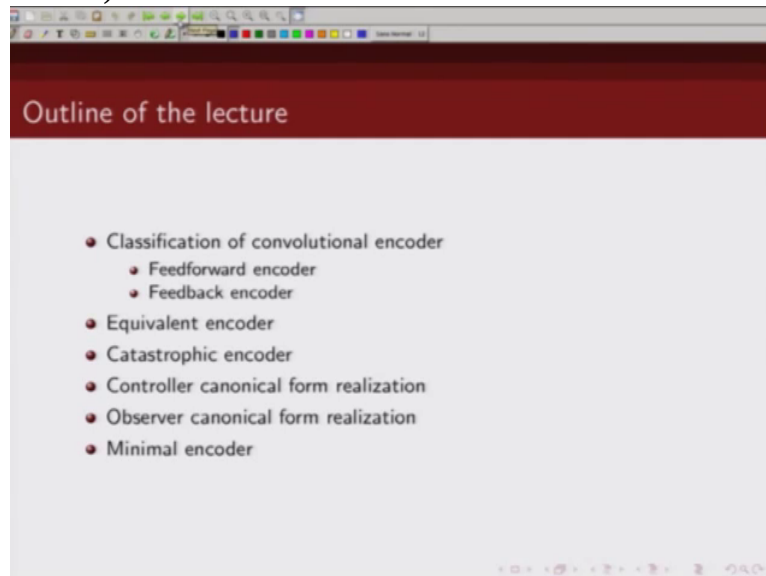 Outline of the lecture
Classification of convolutional encoder
Feedforward encoder
Feedback encoder
Equivalent encoder
Catastrophic encoder
Controller canonical form realization
Observer canonical form realization
Minimal encoder